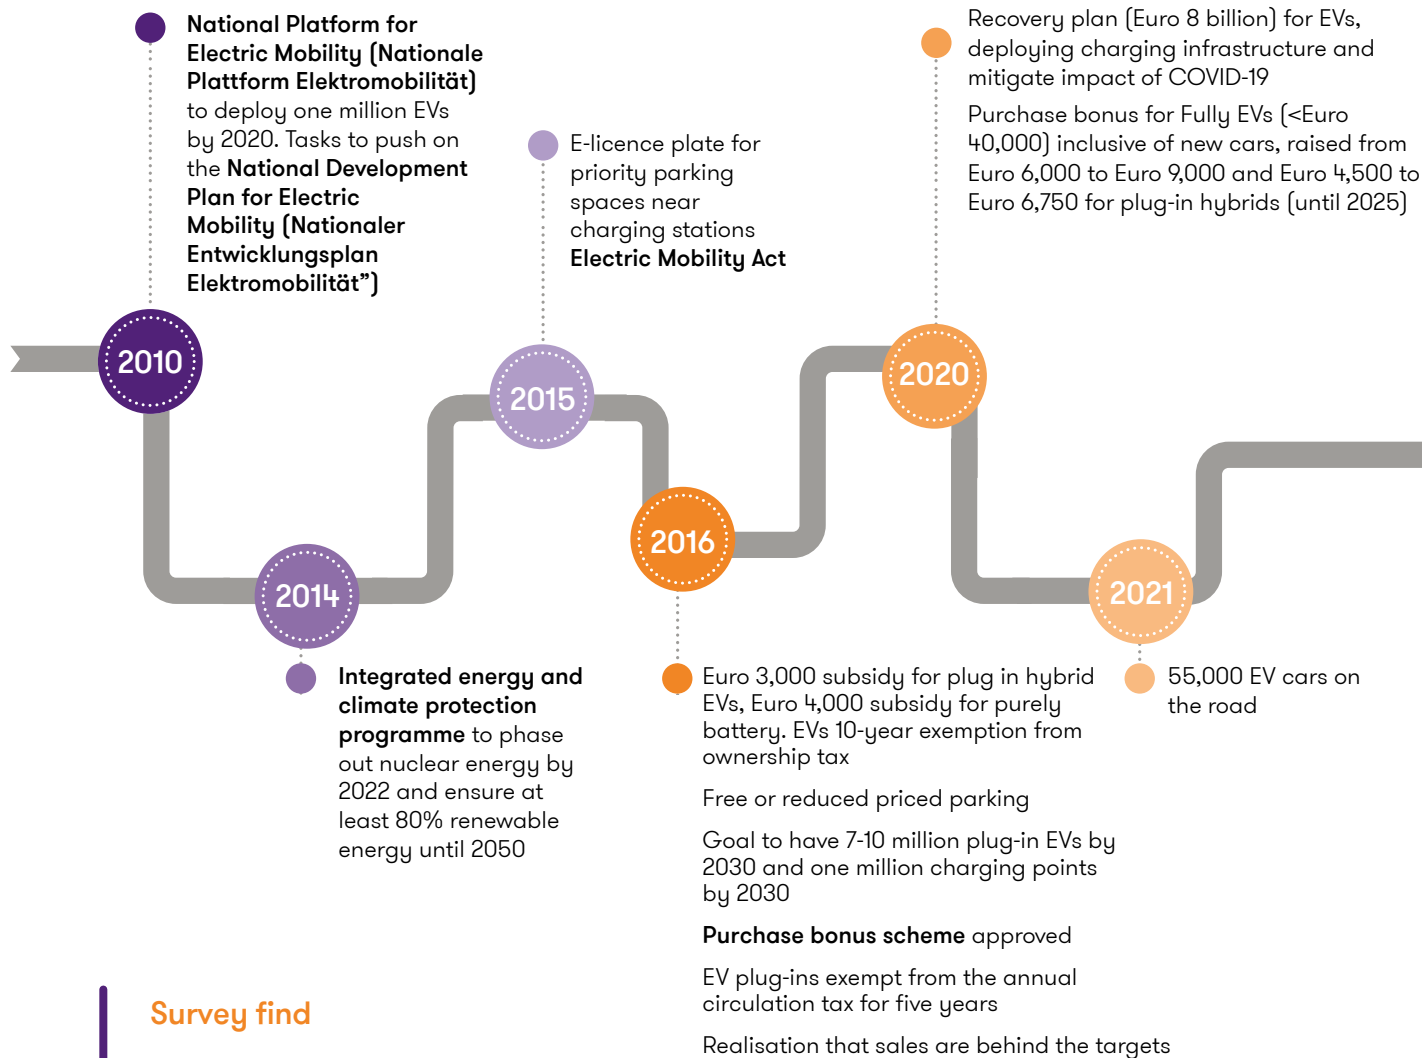 National Platform for
Electric Mobility (Nationale
Plattform Elektromobilität)
to deploy one million EVs
by 2020. Tasks to push on
the National Development
Plan for Electric
Mobility (Nationaler
Entwicklungsplan
Elektromobilität”)
E-licence plate for
priority parking
spaces near
charging stations
Electric Mobility Act
Recovery plan (Euro 8 billion) for EVs,
deploying charging infrastructure and
mitigate impact of COVID-19
Purchase bonus for Fully EVs (<Euro
40,000) inclusive of new cars, raised from
Euro 6,000 to Euro 9,000 and Euro 4,500 to
Euro 6,750 for plug-in hybrids (until 2025)
2010
2015
2020
2016
2014
2021
Integrated energy and
climate protection
programme to phase
out nuclear energy by
2022 and ensure at
least 80% renewable
energy until 2050
Euro 3,000 subsidy for plug in hybrid
EVs, Euro 4,000 subsidy for purely
battery. EVs 10-year exemption from
ownership tax
Free or reduced priced parking
Goal to have 7-10 million plug-in EVs by
2030 and one million charging points
by 2030
Purchase bonus scheme approved
EV plug-ins exempt from the annual
circulation tax for five years
Realisation that sales are behind the targets
55,000 EV cars on
the road
Survey find